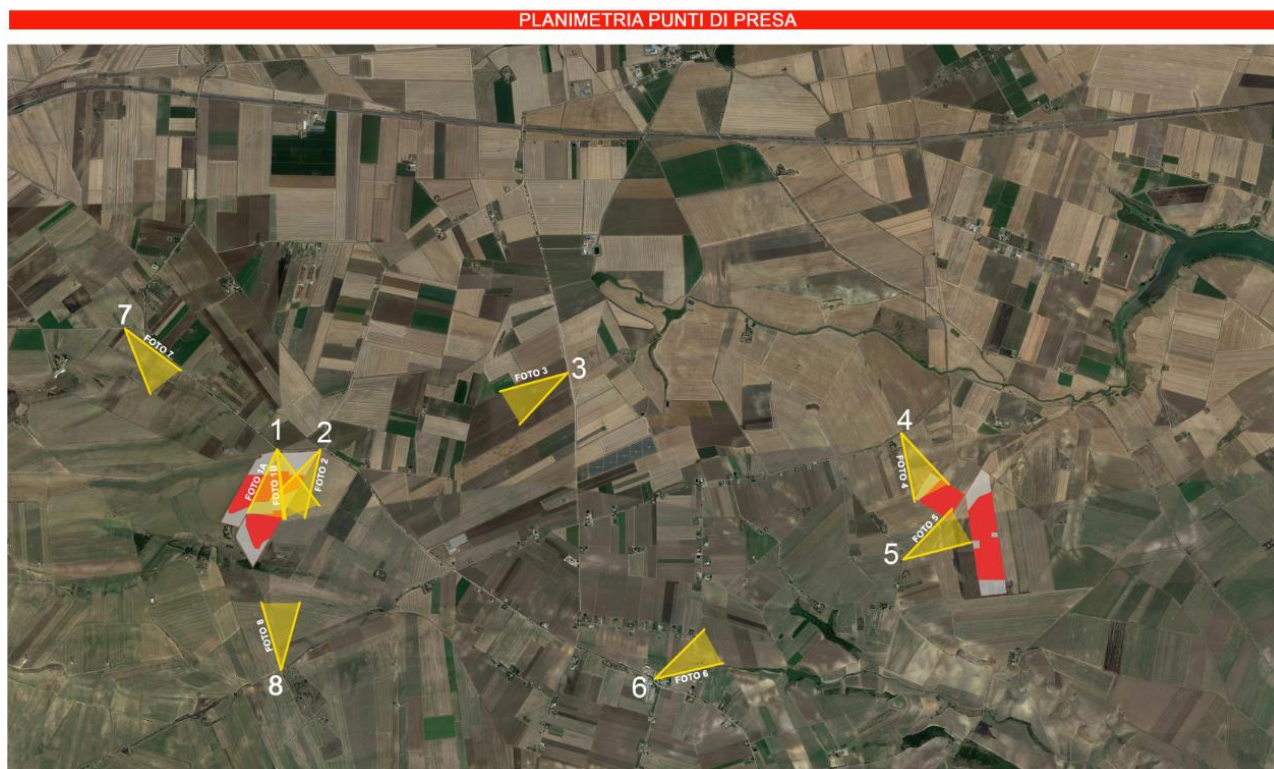 PLANIMETRIA PUNTI DI PRESA
7
FOTO 7
3
FOTO 3
1
2
FOTO 1A
FOTO 1B
FOTO 2
4
FOTO 4
FOTO 5
5
FOTO 8
8
6
FOTO 6